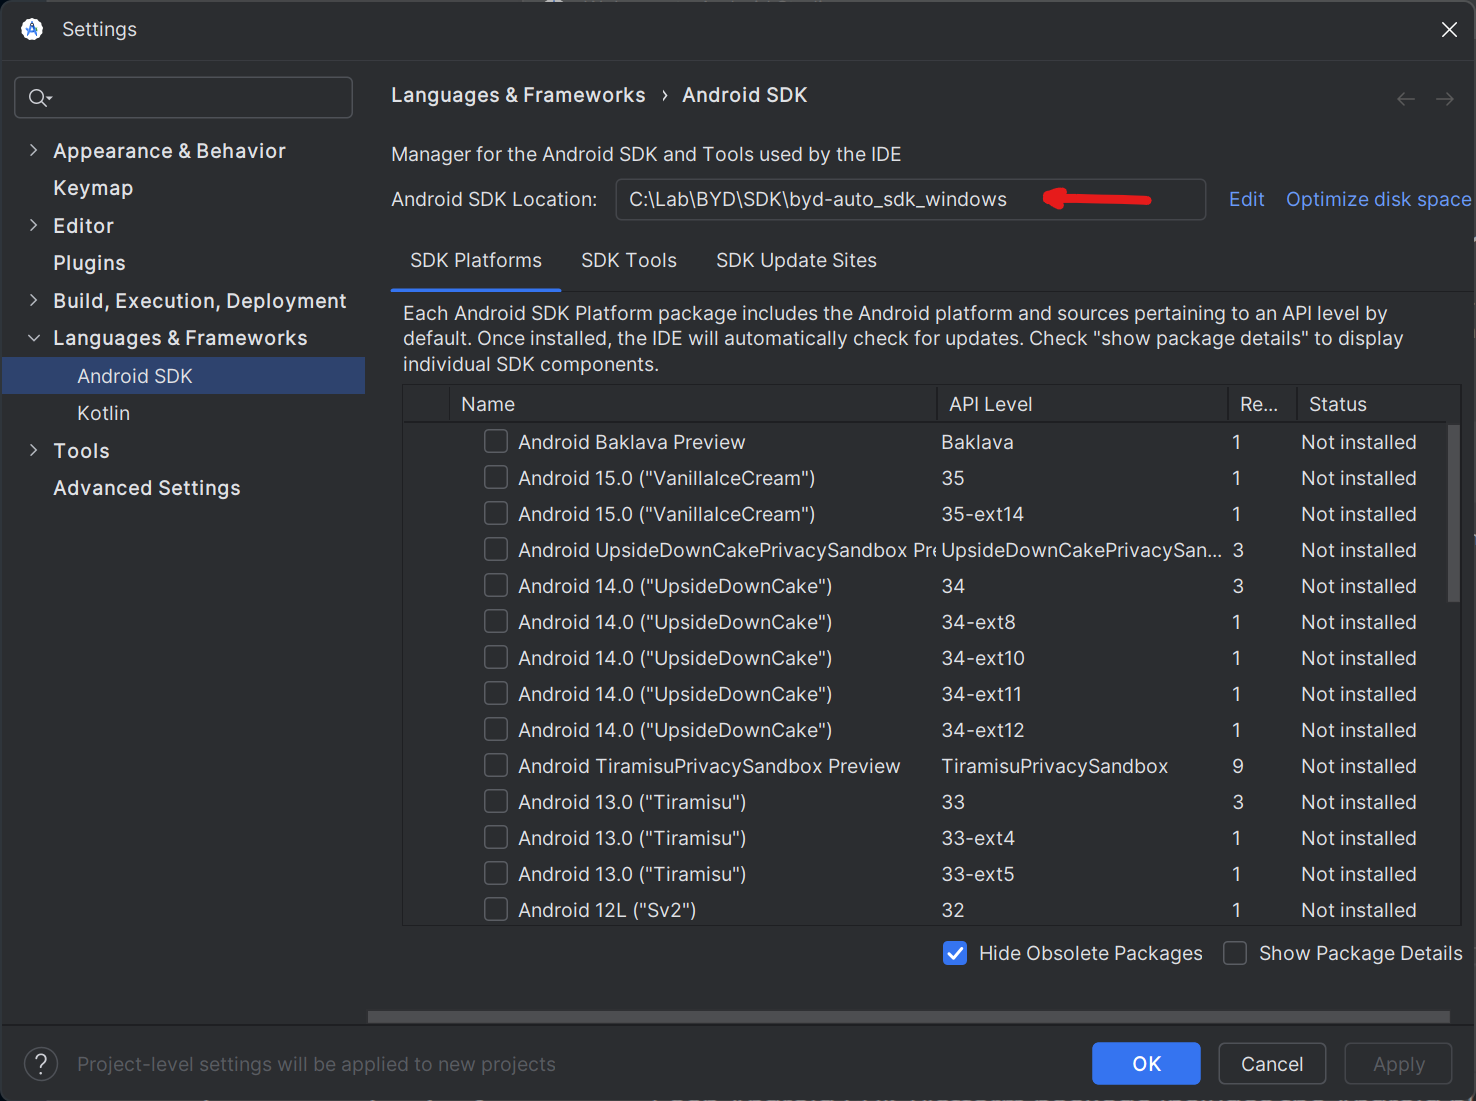 Settings
Languages & Frameworks › Android SDK
Appearance & Behavior
Keymap
Editor
Plugins
Build, Execution, Deployment
Languages & Frameworks
Android SDK
Kotlin
Tools
Advanced Settings
Manager for the Android SDK and Tools used by the IDE
Android SDK Location: C:\Lab\BYD\SDK\byd-auto_sdk_windows Edit Optimize disk space
SDK Platforms SDK Tools SDK Update Sites
Each Android SDK Platform package includes the Android platform and sources pertaining to an API level by
default. Once installed, the IDE will automatically check for updates. Check "show package details" to display
individual SDK components.
Name API Level Re... Status
Android Baklava Preview Baklava 1 Not installed
Android 15.0 ("VanillaIceCream") 35 1 Not installed
Android 15.0 ("VanillaIceCream") 35-ext14 1 Not installed
Android UpsideDownCakePrivacySandbox Pre UpsideDownCakePrivacySan... 3 Not installed
Android 14.0 ("UpsideDownCake") 34 3 Not installed
Android 14.0 ("UpsideDownCake") 34-ext8 1 Not installed
Android 14.0 ("UpsideDownCake") 34-ext10 1 Not installed
Android 14.0 ("UpsideDownCake") 34-ext11 1 Not installed
Android 14.0 ("UpsideDownCake") 34-ext12 1 Not installed
Android TiramisuPrivacySandbox Preview TiramisuPrivacySandbox 9 Not installed
Android 13.0 ("Tiramisu") 33 3 Not installed
Android 13.0 ("Tiramisu") 33-ext4 1 Not installed
Android 13.0 ("Tiramisu") 33-ext5 1 Not installed
Android 12L ("Sv2") 32 1 Not installed
Hide Obsolete Packages Show Package Details
? Project-level settings will be applied to new projects
OK Cancel Apply